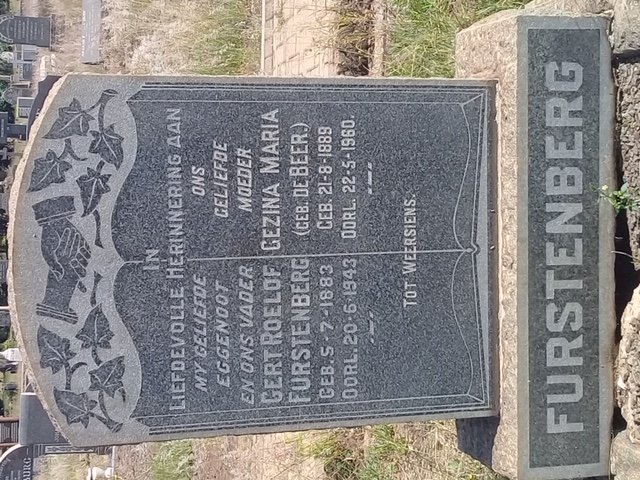 IN
LIEFDEVOLLE HERINNERING AAN
MY GELIEFDE
EGGENOOT
EN ONS VADER
GERT ROELOF
FURSTENBERG
GEB. 5-7-1883
OORL. 20-6-1943
ONS
GELIEFDE
MOEDER
GEZINA MARIA
(GEB. DE BEER.)
GEB. 21-8-1889
OORL. 22-5-1960.
TOT WEERSIENS.
FURSTENBERG